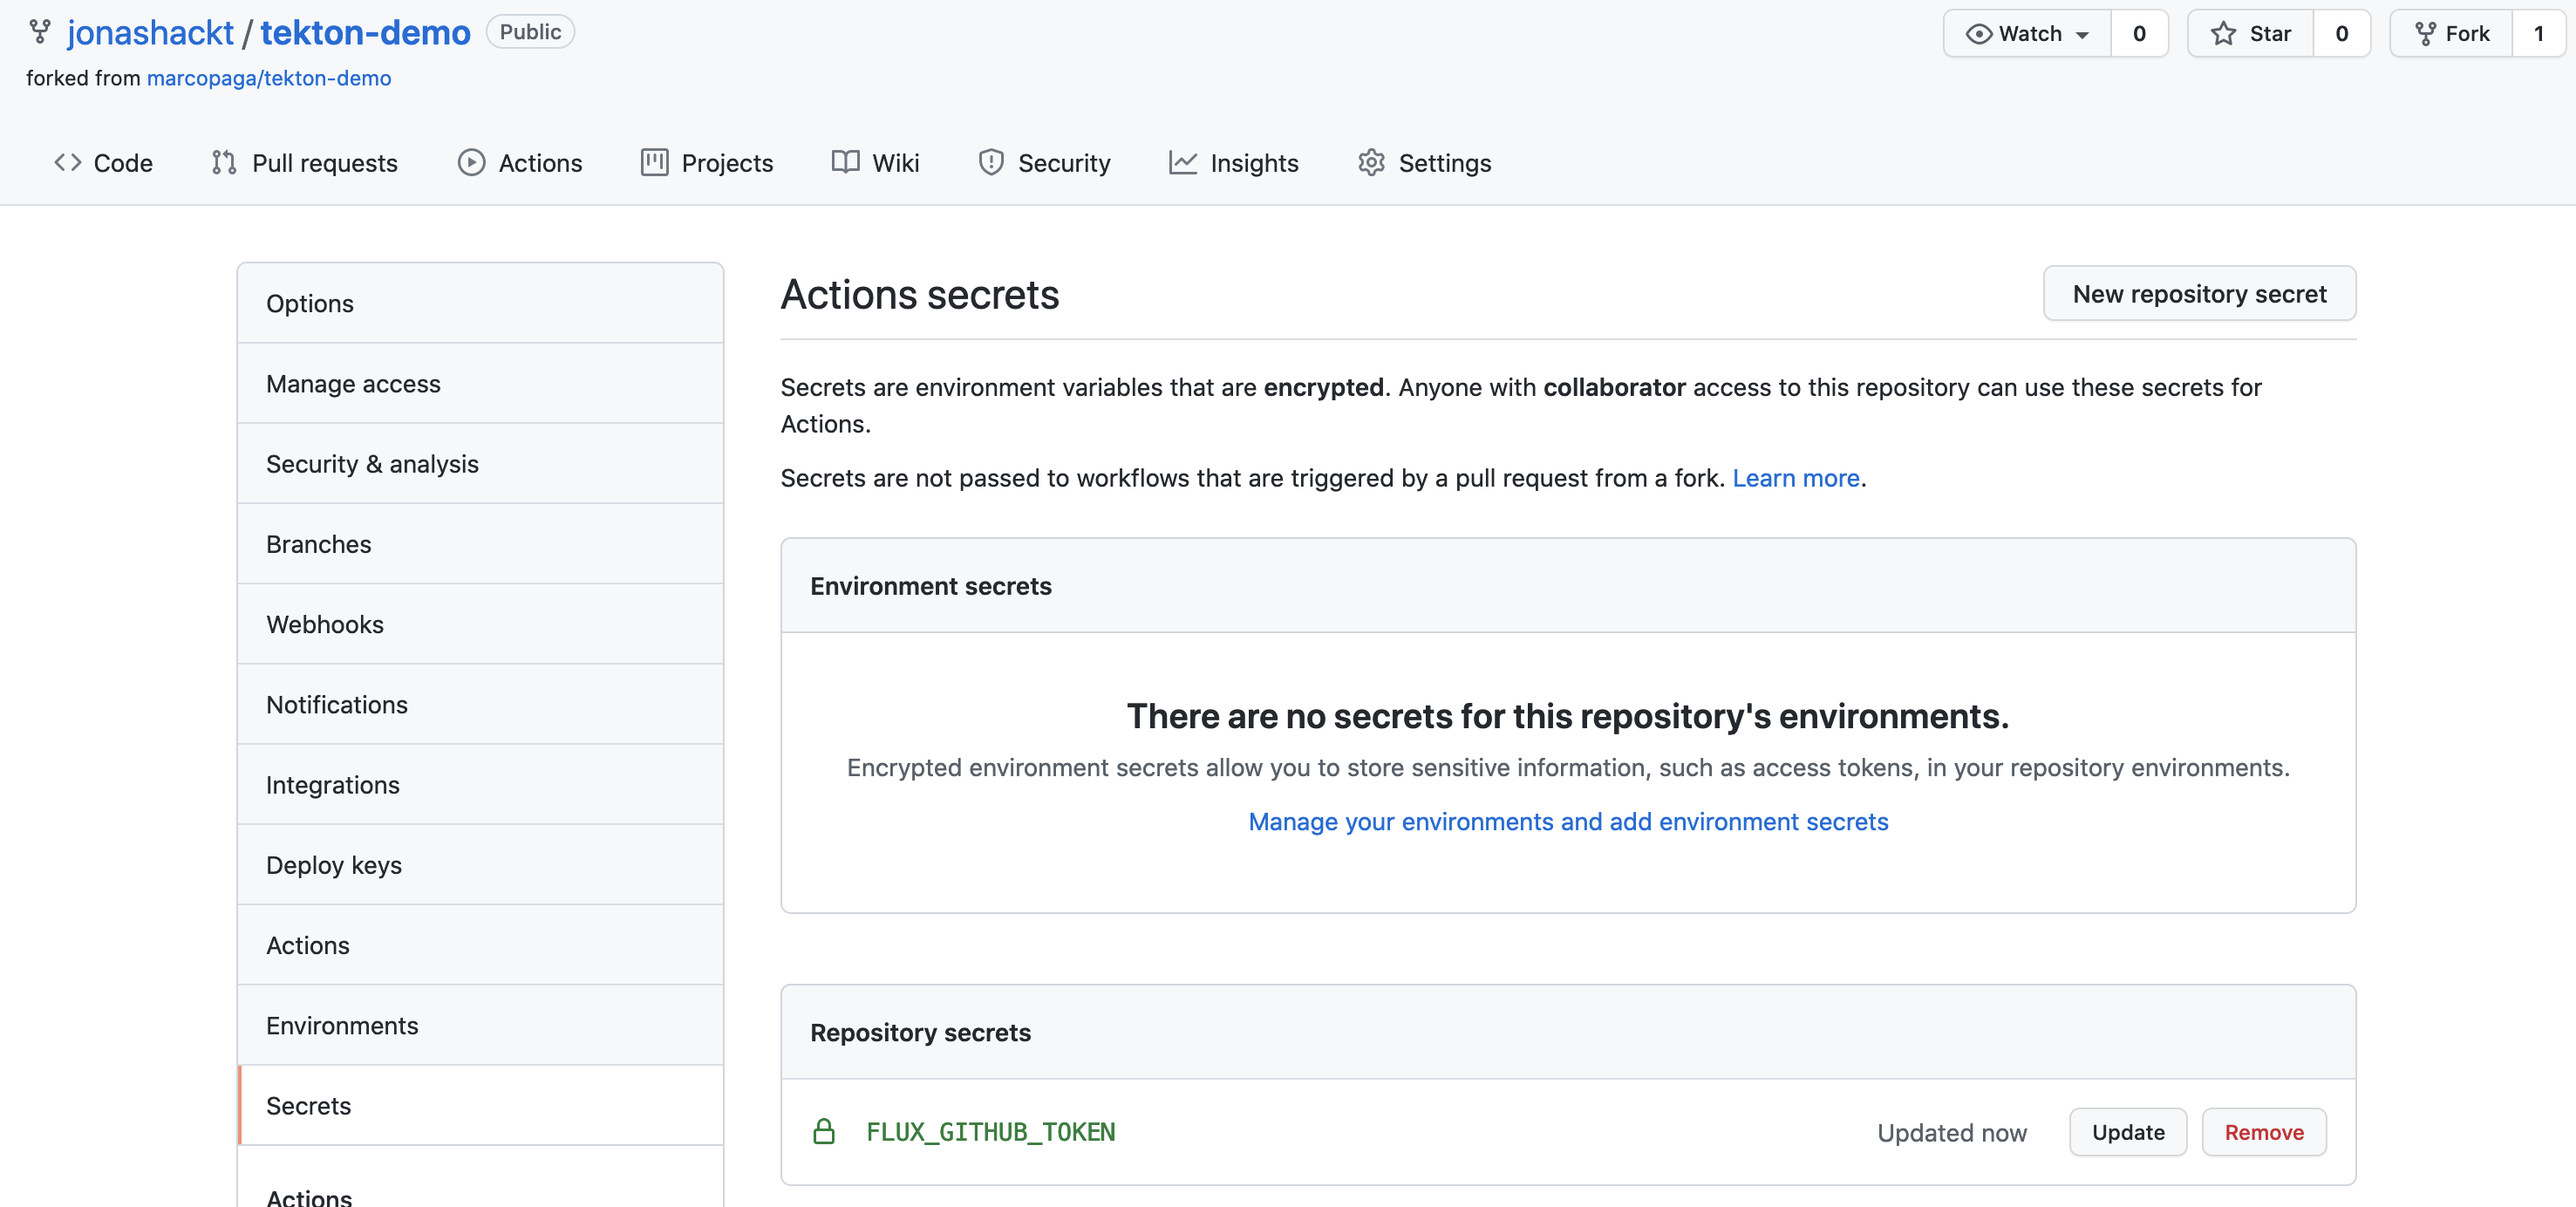 jonashackt / tekton-demo Public
Watch 0 Star 0 Fork 1
forked from marcopaga/tekton-demo
Code Pull requests Actions Projects Wiki Security Insights Settings
Options
Manage access
Security & analysis
Branches
Webhooks
Notifications
Integrations
Deploy keys
Actions
Environments
Secrets
Actions
Actions secrets
New repository secret
Secrets are environment variables that are encrypted. Anyone with collaborator access to this repository can use these secrets for
Actions.
Secrets are not passed to workflows that are triggered by a pull request from a fork. Learn more.
Environment secrets
There are no secrets for this repository's environments.
Encrypted environment secrets allow you to store sensitive information, such as access tokens, in your repository environments.
Manage your environments and add environment secrets
Repository secrets
FLUX_GITHUB_TOKEN Updated now Update Remove